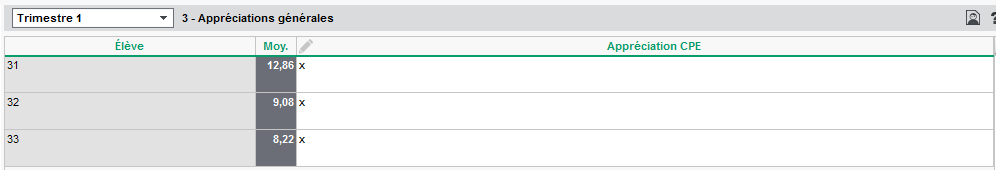 Trimestre 1 3 - Appréciations générales ?
Élève Moy. Appréciation CPE
31 12,86 x
32 9,08 x
33 8,22 x